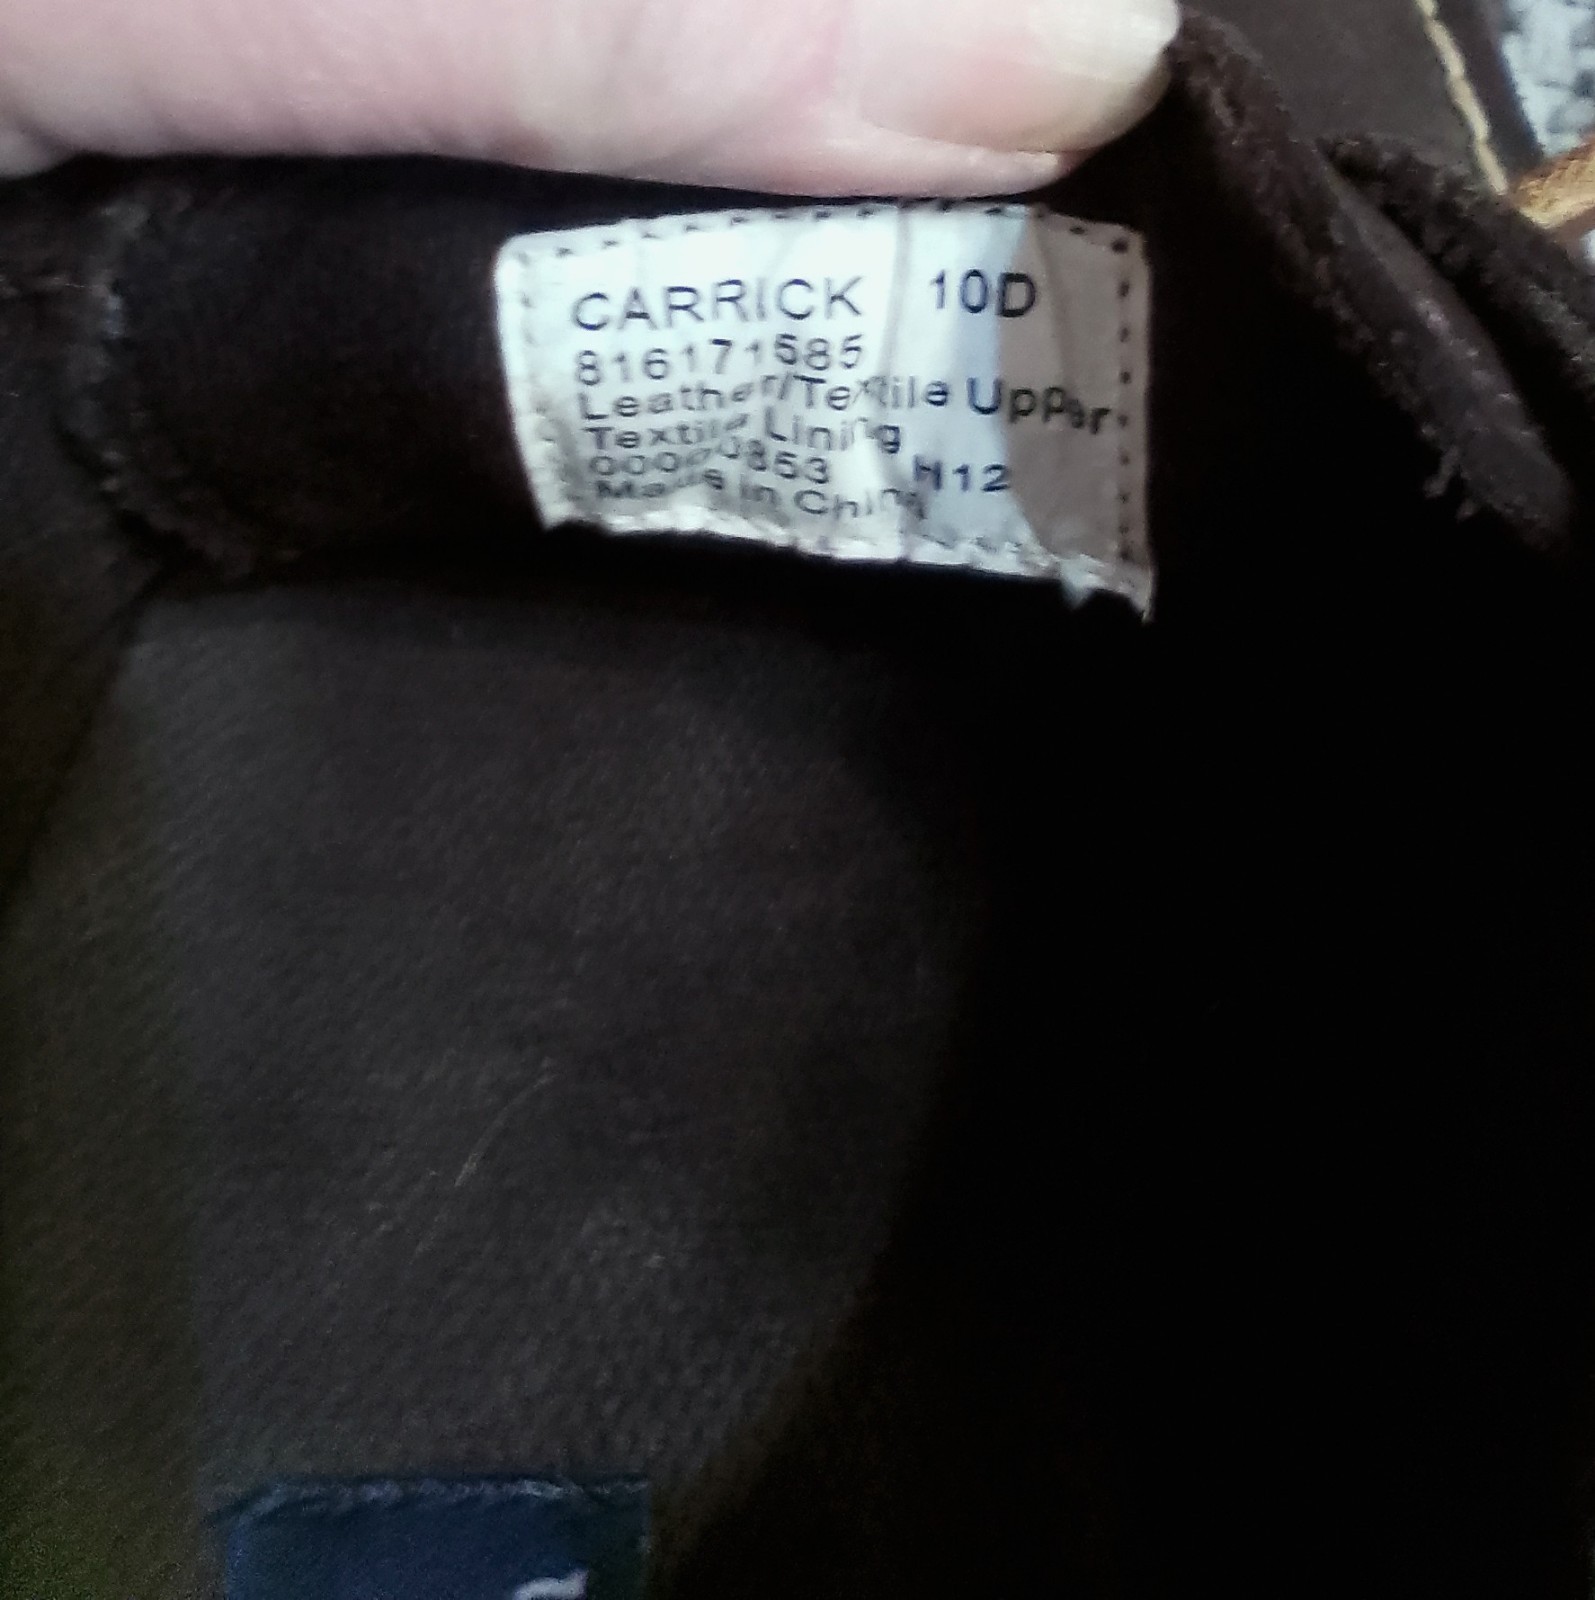 CARRICK 10D
816171585
Leather/Textile Upper
Textile Lining
H12
Made in China